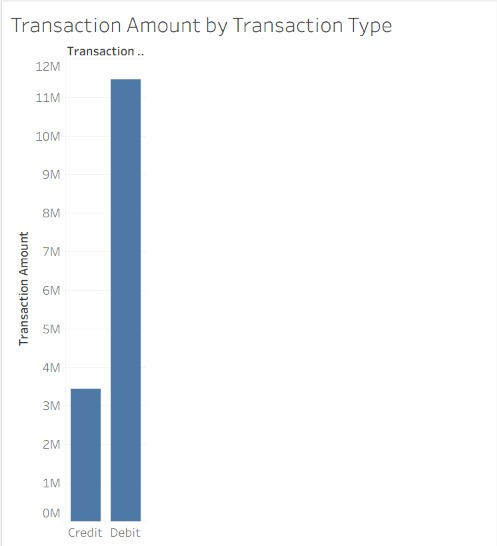 Transaction Amount by Transaction Type
Transaction ..
12M
11M
10M
9M
8M
7M
6M
5M
4M
3M
2M
1M
0M
Transaction Amount
Credit Debit